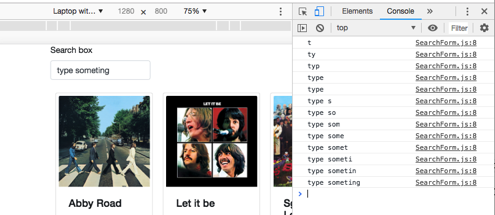 Laptop wit... ▼ 1280 × 800 75% ▼
Elements Console »
top ▼ Filter
Search box
type someting
t SearchForm.js:8
ty SearchForm.js:8
typ SearchForm.js:8
type SearchForm.js:8
type SearchForm.js:8
type s SearchForm.js:8
type so SearchForm.js:8
type som SearchForm.js:8
type some SearchForm.js:8
type somet SearchForm.js:8
type someti SearchForm.js:8
type sometin SearchForm.js:8
type someting SearchForm.js:8
>
LET IT BE
Abby Road
Let it be